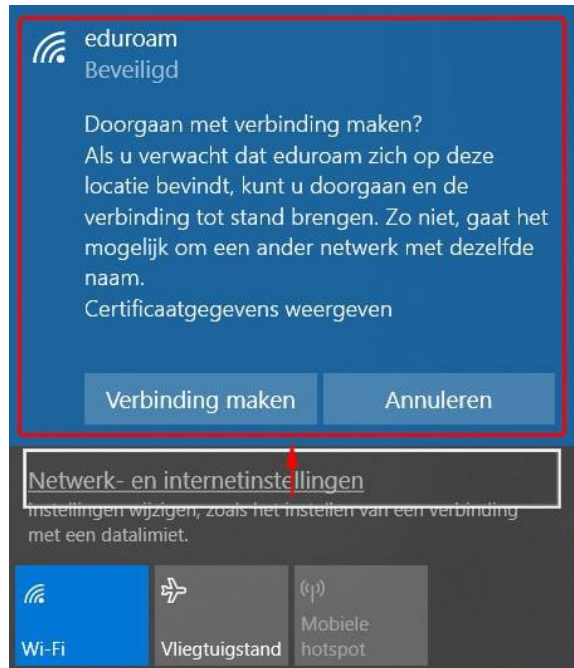 eduroam
Beveiligd
Doorgaan met verbinding maken?
Als u verwacht dat eduroam zich op deze
locatie bevindt, kunt u doorgaan en de
verbinding tot stand brengen. Zo niet, gaat het
mogelijk om een ander netwerk met dezelfde
naam.
Certificaatgegevens weergeven
Verbinding maken
Annuleren
Netwerk- en internetinstellingen
Instellingen wijzigen, zoals het instellen van een verbinding
met een datalimiet.
Wi-Fi
Vliegtuigstand
Mobiele
hotspot